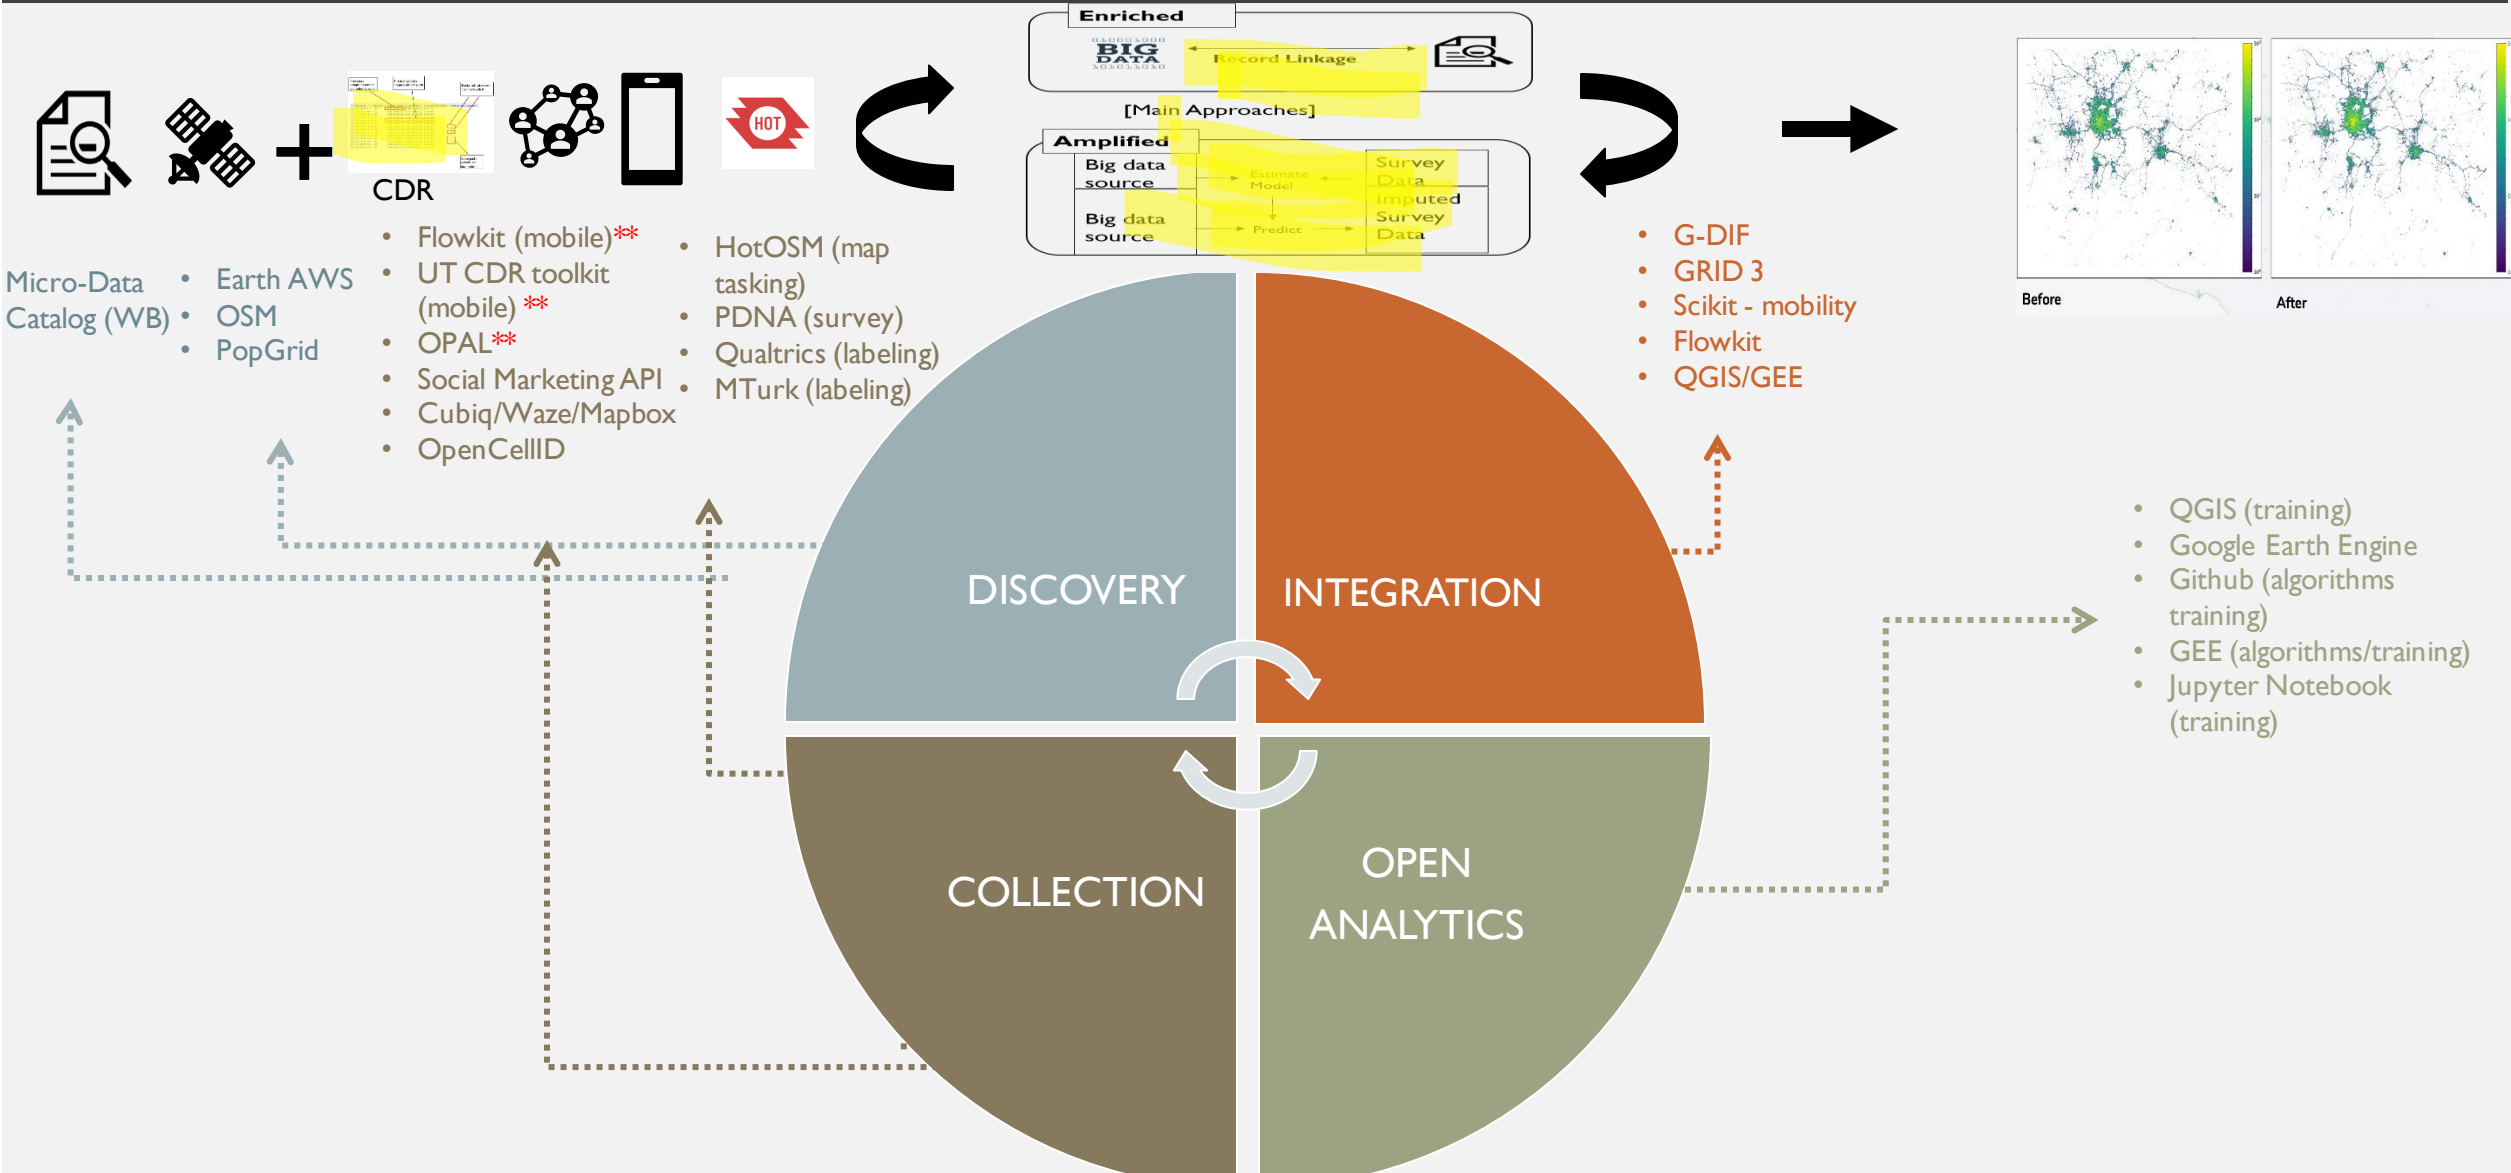 Enriched
01000100
BIG
DATA
Record Linkage
[Main Approaches]
Amplified
Big data
source
Estimate
Model
Survey
Data
Imputed
Survey
Data
Big data
source
Predict
HOT
CDR
Micro-Data
Catalog (WB)
• Earth AWS
• OSM
• PopGrid
• Flowkit (mobile)**
• UT CDR toolkit
(mobile) **
• OPAL**
• Social Marketing API
• Cubiq/Waze/Mapbox
• OpenCellID
• HotOSM (map
tasking)
• PDNA (survey)
• Qualtrics (labeling)
• MTurk (labeling)
• G-DIF
• GRID 3
• Scikit - mobility
• Flowkit
• QGIS/GEE
Before
After
• QGIS (training)
• Google Earth Engine
• Github (algorithms
training)
• GEE (algorithms/training)
• Jupyter Notebook
(training)
DISCOVERY
INTEGRATION
COLLECTION
OPEN
ANALYTICS